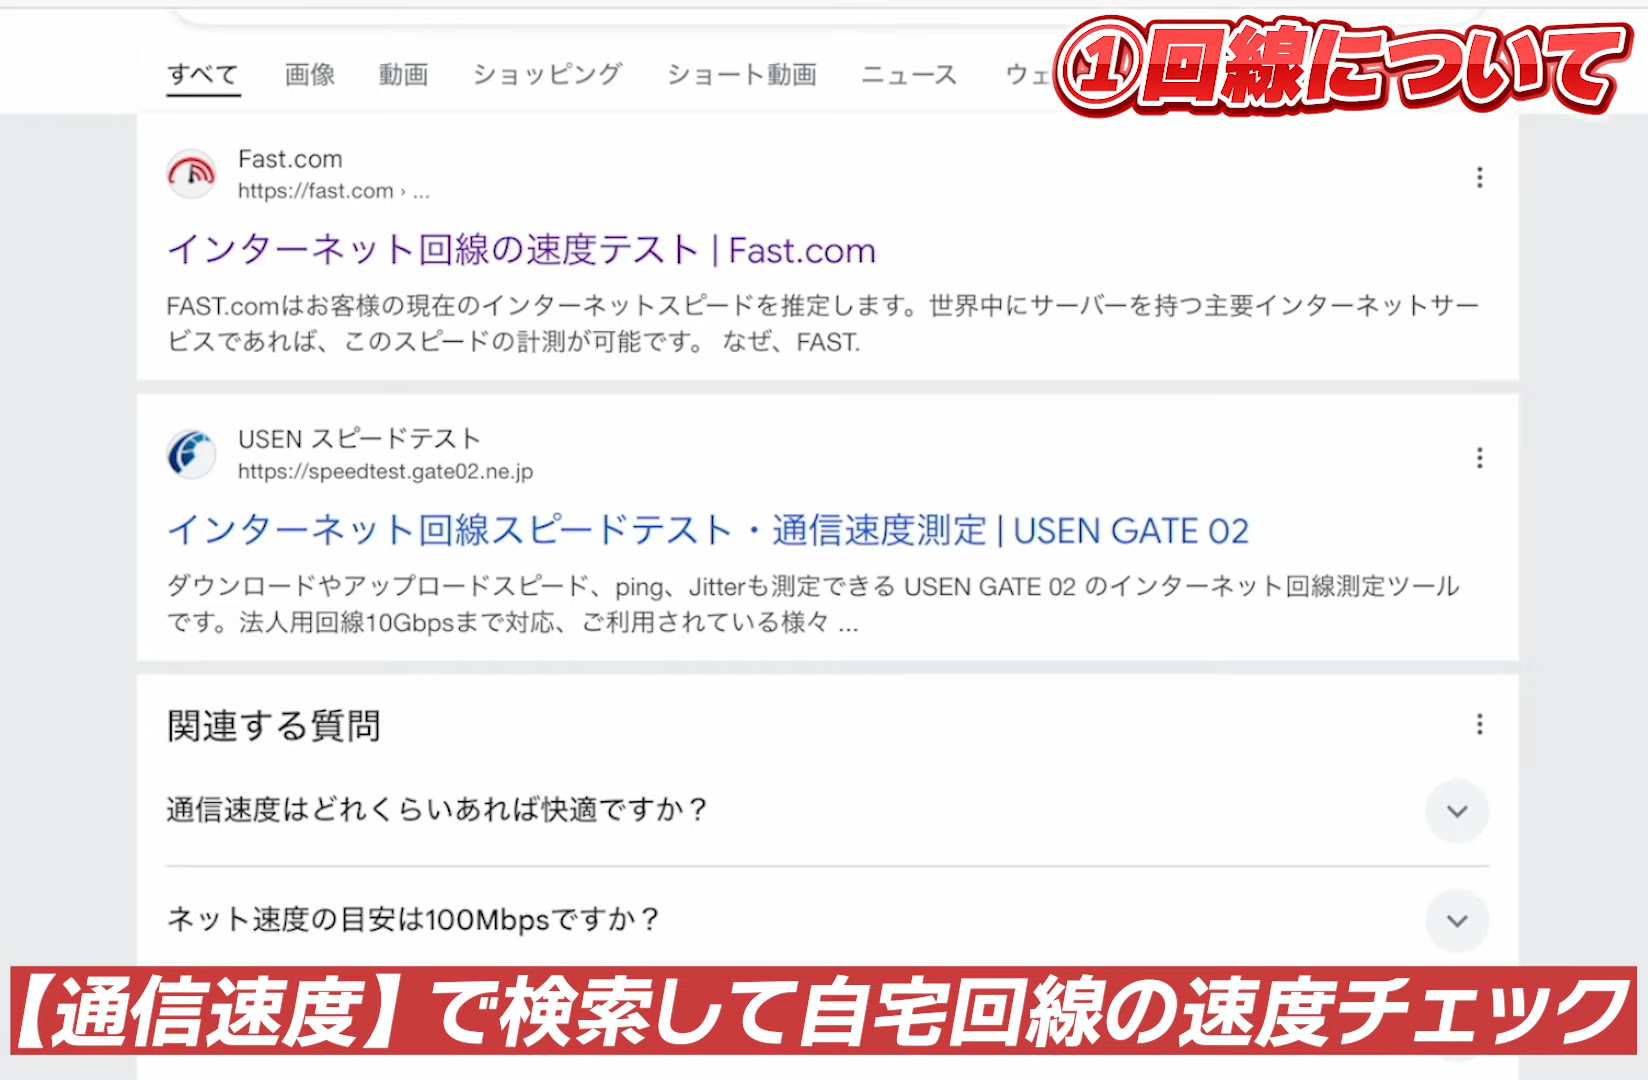 ①回線について
すべて 画像 動画 ショッピング ショート動画 ニュース ウェ
Fast.com
https://fast.com › ...
インターネット回線の速度テスト | Fast.com
FAST.comはお客様の現在のインターネットスピードを推定します。世界中にサーバーを持つ主要インターネットサー
ビスであれば、このスピードの計測が可能です。 なぜ、FAST.
USEN スピードテスト
https://speedtest.gate02.ne.jp
インターネット回線スピードテスト・通信速度測定 | USEN GATE 02
ダウンロードやアップロードスピード、ping、Jitterも測定できる USEN GATE 02 のインターネット回線測定ツール
です。法人用回線10Gbpsまで対応、ご利用されている様々 ...
関連する質問
通信速度はどれくらいあれば快適ですか？
ネット速度の目安は100Mbpsですか？
【通信速度】で検索して自宅回線の速度チェック